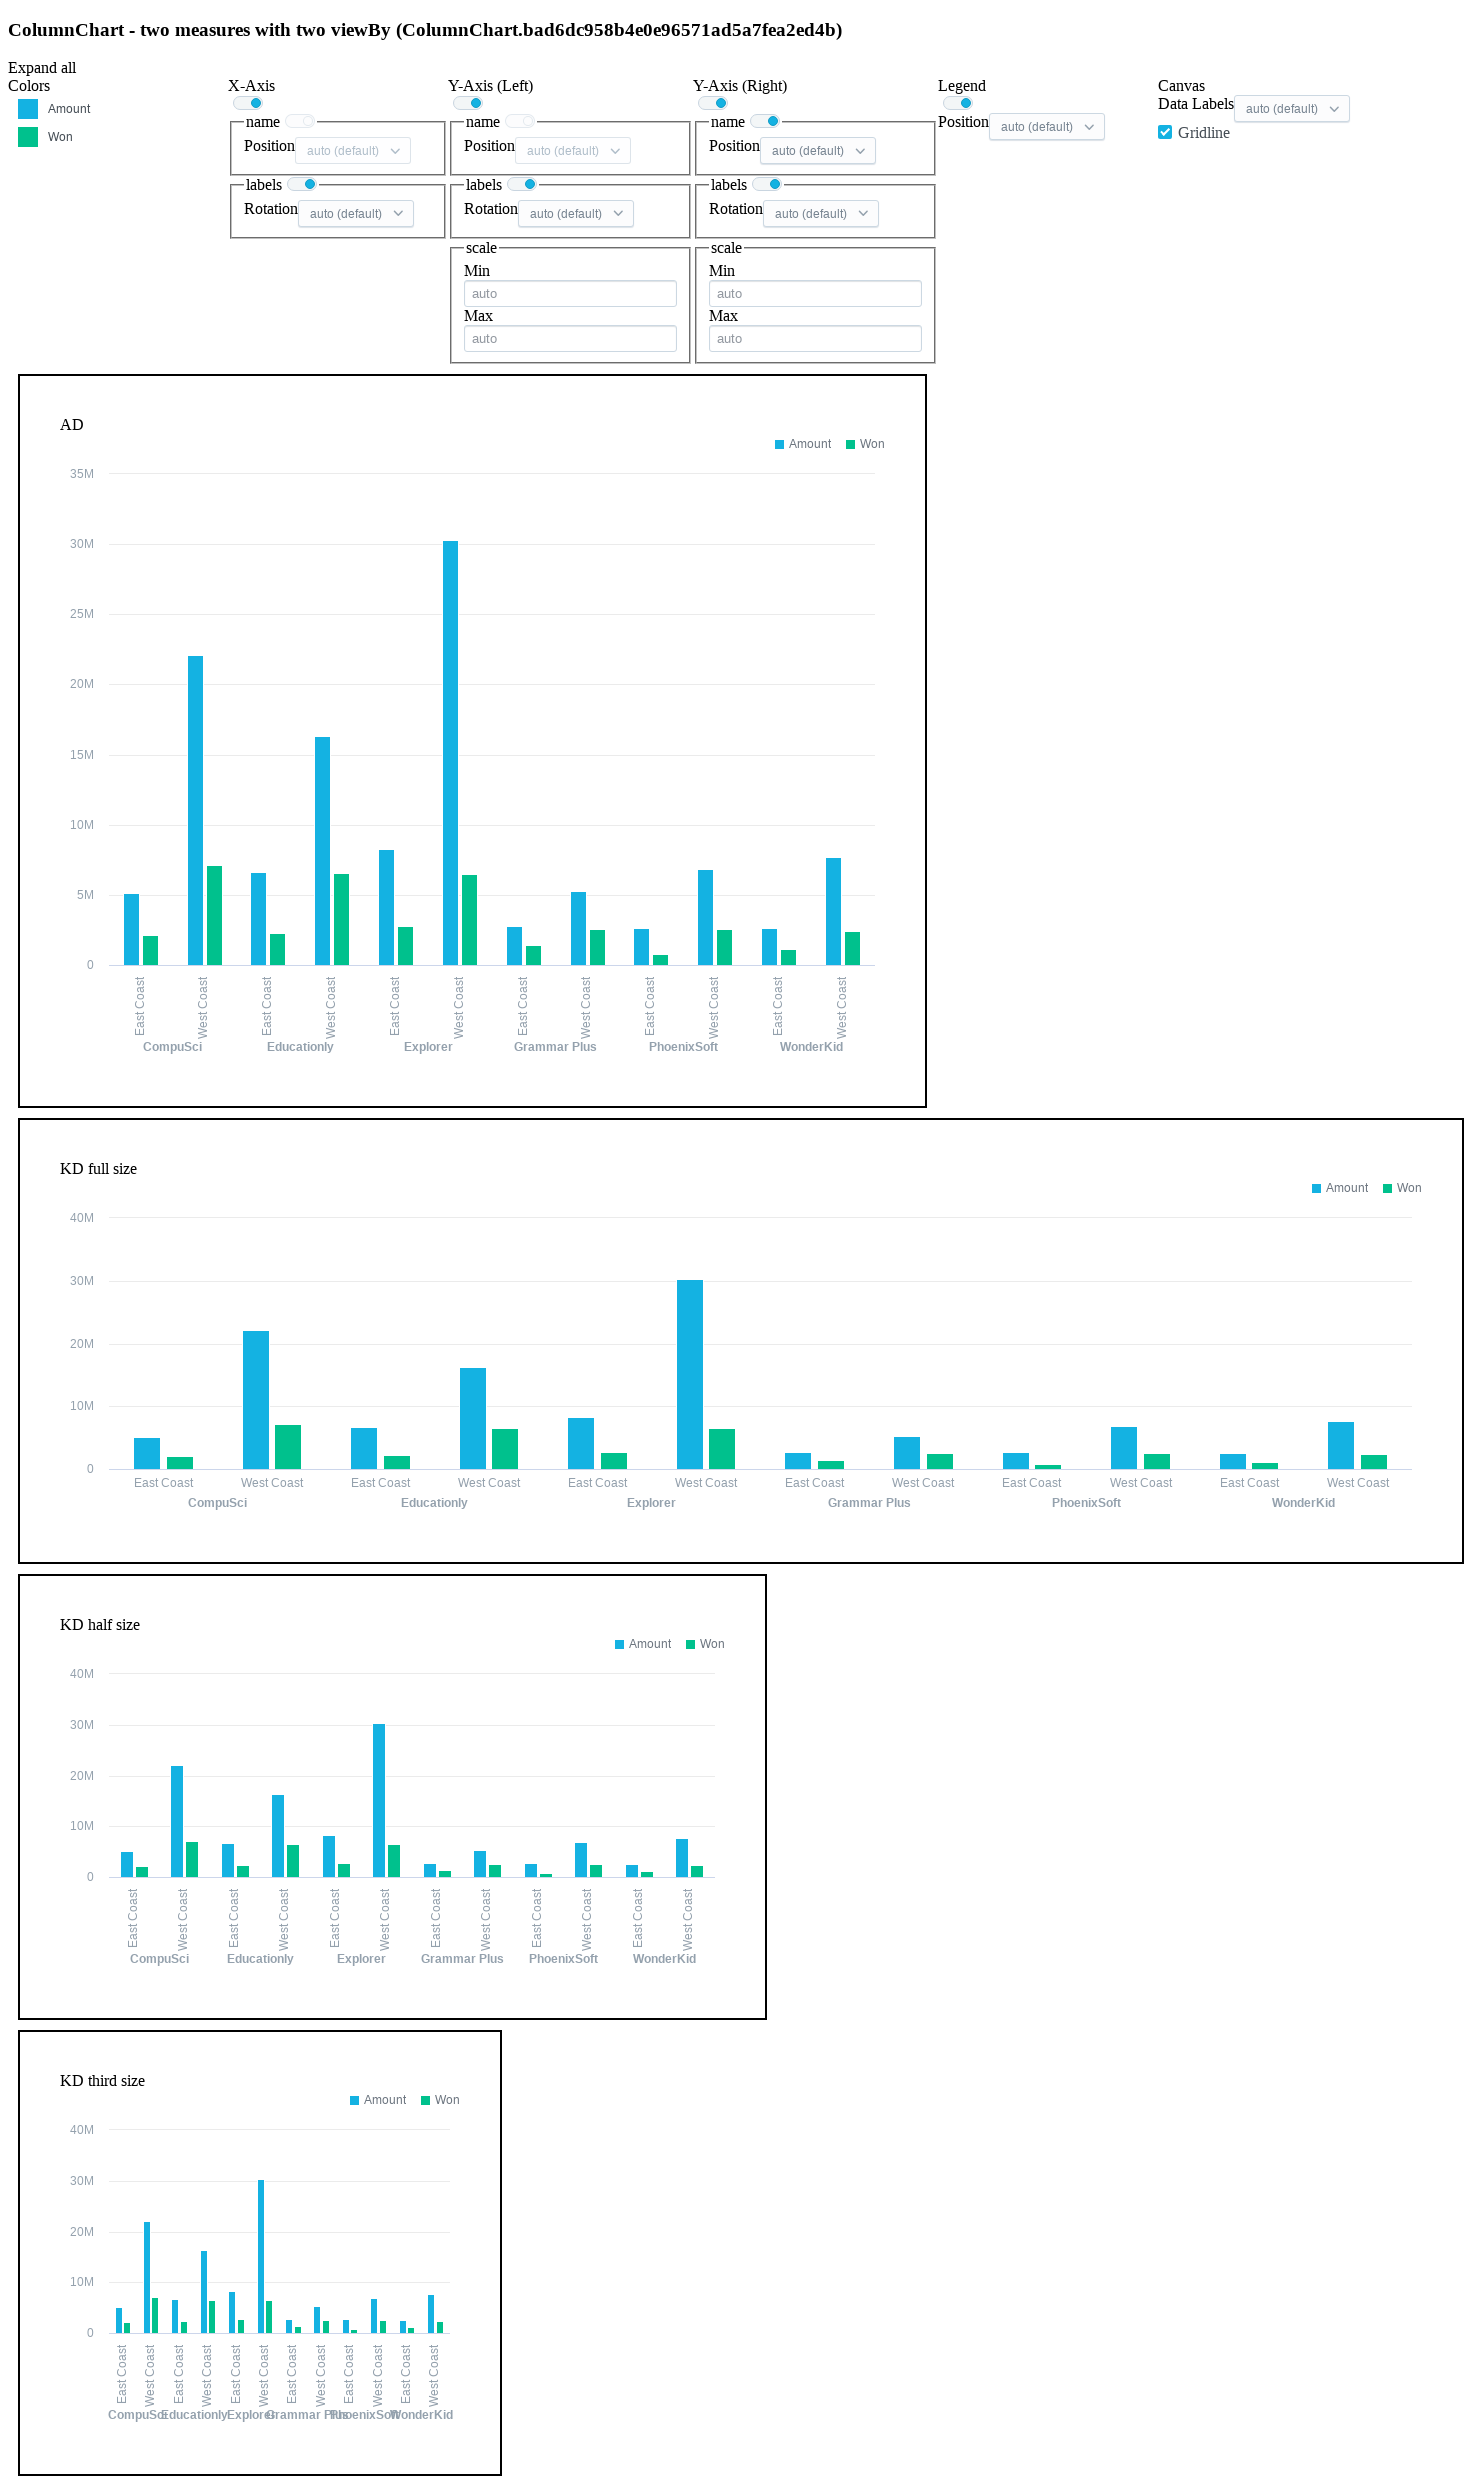 ColumnChart - two measures with two viewBy (ColumnChart.bad6dc958b4e0e96571ad5a7fea2ed4b)
Expand all
Colors
Amount
Won
X-Axis
name
Position auto (default)
labels
Rotation auto (default)
Y-Axis (Left)
name
Position auto (default)
labels
Rotation auto (default)
scale
Min
auto
Max
auto
Y-Axis (Right)
name
Position auto (default)
labels
Rotation auto (default)
scale
Min
auto
Max
auto
Legend
Position auto (default)
Canvas
Data Labels auto (default)
Gridline
AD
Amount Won
35M
30M
25M
20M
15M
10M
5M
0
East Coast West Coast East Coast West Coast East Coast West Coast East Coast West Coast East Coast West Coast East Coast West Coast
CompuSci Educationly Explorer Grammar Plus PhoenixSoft WonderKid
KD full size
Amount Won
40M
30M
20M
10M
0
East Coast West Coast East Coast West Coast East Coast West Coast East Coast West Coast East Coast West Coast East Coast West Coast
CompuSci Educationly Explorer Grammar Plus PhoenixSoft WonderKid
KD half size
Amount Won
40M
30M
20M
10M
0
East Coast West Coast East Coast West Coast East Coast West Coast East Coast West Coast East Coast West Coast East Coast West Coast
CompuSci Educationly Explorer Grammar Plus PhoenixSoft WonderKid
KD third size
Amount Won
40M
30M
20M
10M
0
East Coast West Coast East Coast West Coast East Coast West Coast East Coast West Coast East Coast West Coast East Coast West Coast
CompuSci Educationly Explorer Grammar Plus PhoenixSoft WonderKid